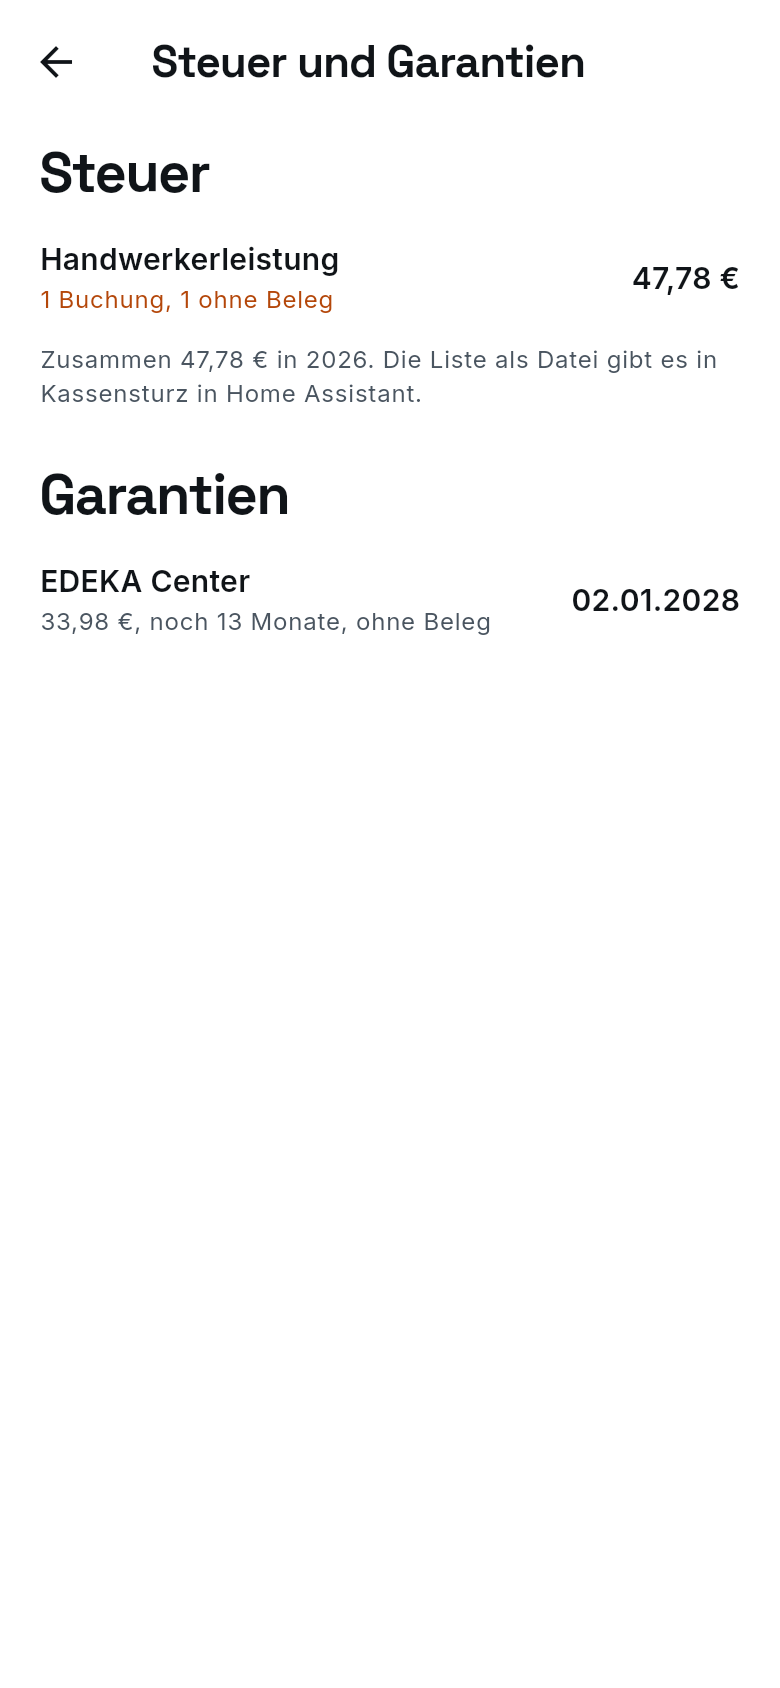 Steuer und Garantien
Steuer
Handwerkerleistung
47,78 €
1 Buchung, 1 ohne Beleg
Zusammen 47,78 € in 2026. Die Liste als Datei gibt es in
Kassensturz in Home Assistant.
Garantien
EDEKA Center
02.01.2028
33,98 €, noch 13 Monate, ohne Beleg